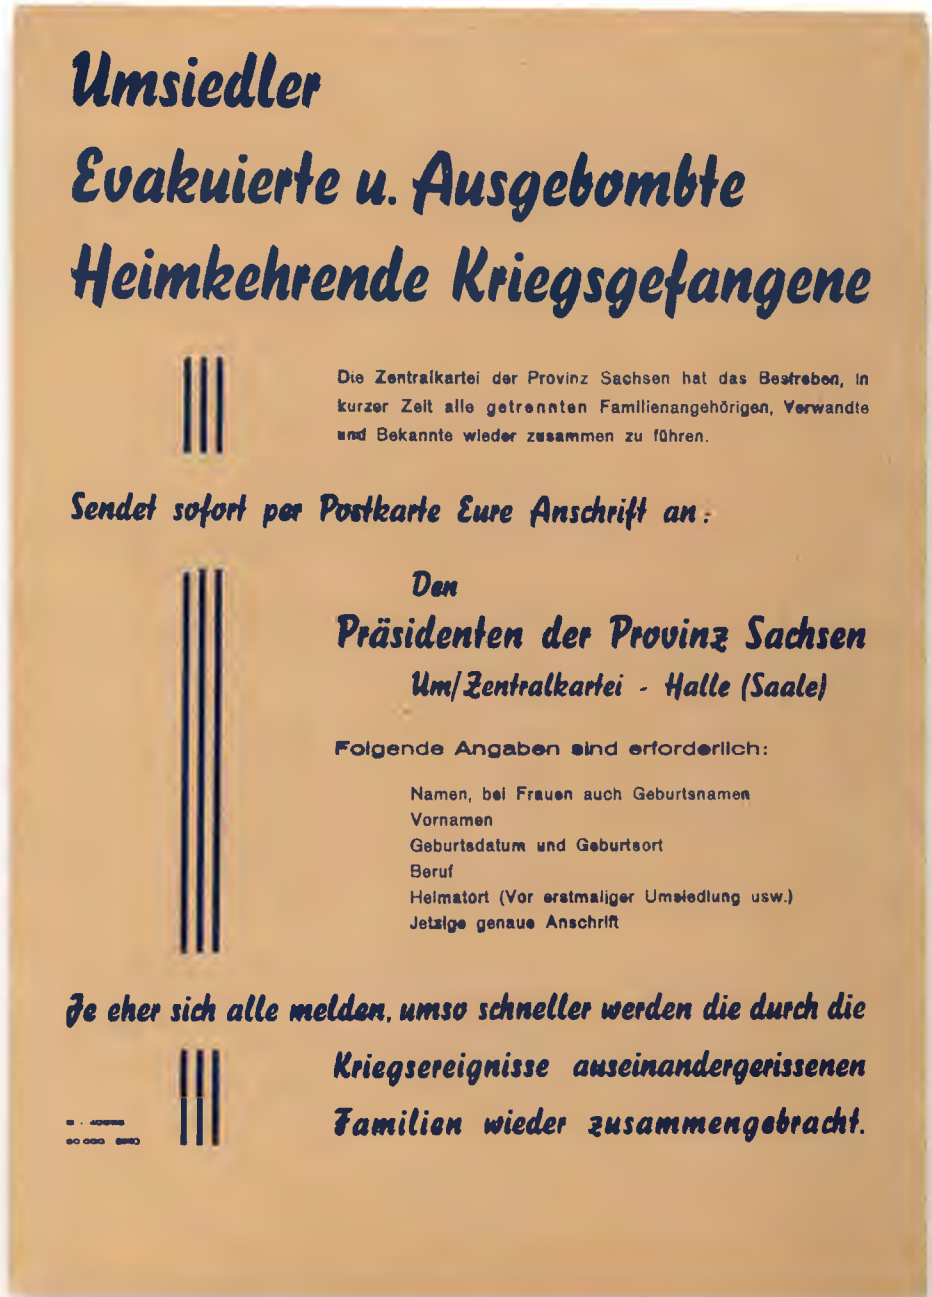 Umsiedler
Evakuierte u. Ausgebombte
Heimkehrende Kriegsgefangene
Die Zentralkartei der Provinz Sachsen hat das Bestreben, in
kurzer Zeit alle getrennten Familienangehörigen, Verwandte
und Bekannte wieder zusammen zu führen.
Sendet sofort per Postkarte Eure Anschrift an:
Den
Präsidenten der Provinz Sachsen
Um/Zentralkartei - Halle (Saale)
Folgende Angaben sind erforderlich:
Namen, bei Frauen auch Geburtsnamen
Vornamen
Geburtsdatum und Geburtsort
Beruf
Heimatort (Vor erstmaliger Umsiedlung usw.)
Jetzige genaue Anschrift
Je eher sich alle melden, umso schneller werden die durch die
Kriegsereignisse auseinandergerissenen
Familien wieder zusammengebracht.